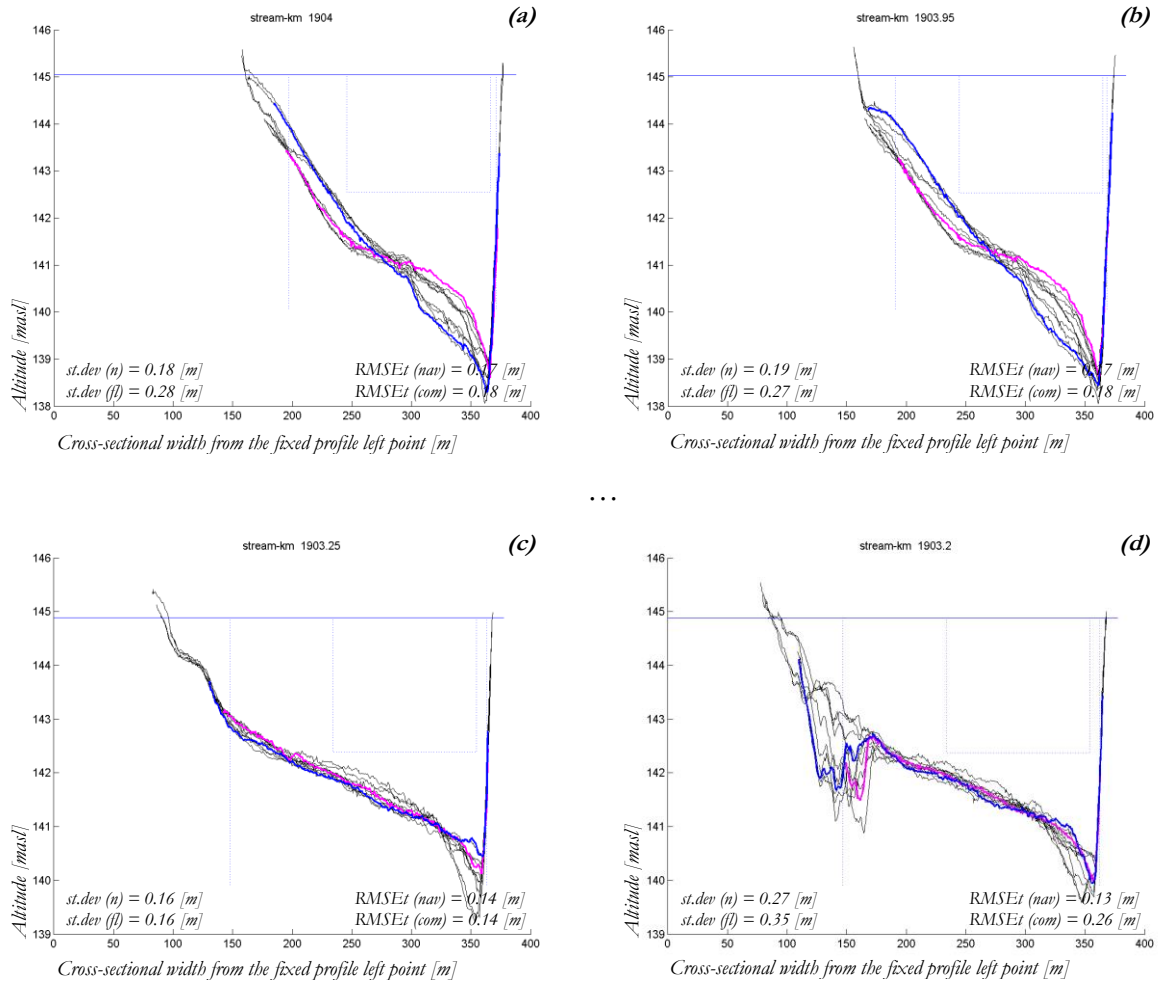 stream-km 1904
(a)
146
145
144
143
142
141
140
139
138
Altitude [masl]
st.dev (n) = 0.18 [m]
st.dev (fl) = 0.28 [m]
RMSEt (nav) = 0.17 [m]
RMSEt (com) = 0.18 [m]
0 50 100 150 200 250 300 350 400
Cross-sectional width from the fixed profile left point [m]
stream-km 1903.95
(b)
146
145
144
143
142
141
140
139
138
Altitude [masl]
st.dev (n) = 0.19 [m]
st.dev (fl) = 0.27 [m]
RMSEt (nav) = 0.17 [m]
RMSEt (com) = 0.18 [m]
0 50 100 150 200 250 300 350 400
Cross-sectional width from the fixed profile left point [m]
...
stream-km 1903.25
(c)
146
145
144
143
142
141
140
139
Altitude [masl]
st.dev (n) = 0.16 [m]
st.dev (fl) = 0.16 [m]
RMSEt (nav) = 0.14 [m]
RMSEt (com) = 0.14 [m]
0 50 100 150 200 250 300 350 400
Cross-sectional width from the fixed profile left point [m]
stream-km 1903.2
(d)
146
145
144
143
142
141
140
139
Altitude [masl]
st.dev (n) = 0.27 [m]
st.dev (fl) = 0.35 [m]
RMSEt (nav) = 0.13 [m]
RMSEt (com) = 0.26 [m]
0 50 100 150 200 250 300 350 400
Cross-sectional width from the fixed profile left point [m]